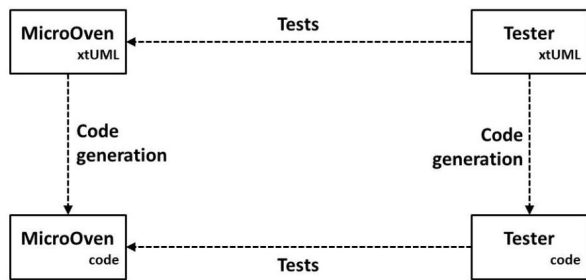 MicroOven
xtUML
Tests
Tester
xtUML
Code
generation
Code
generation
MicroOven
code
Tests
Tester
code